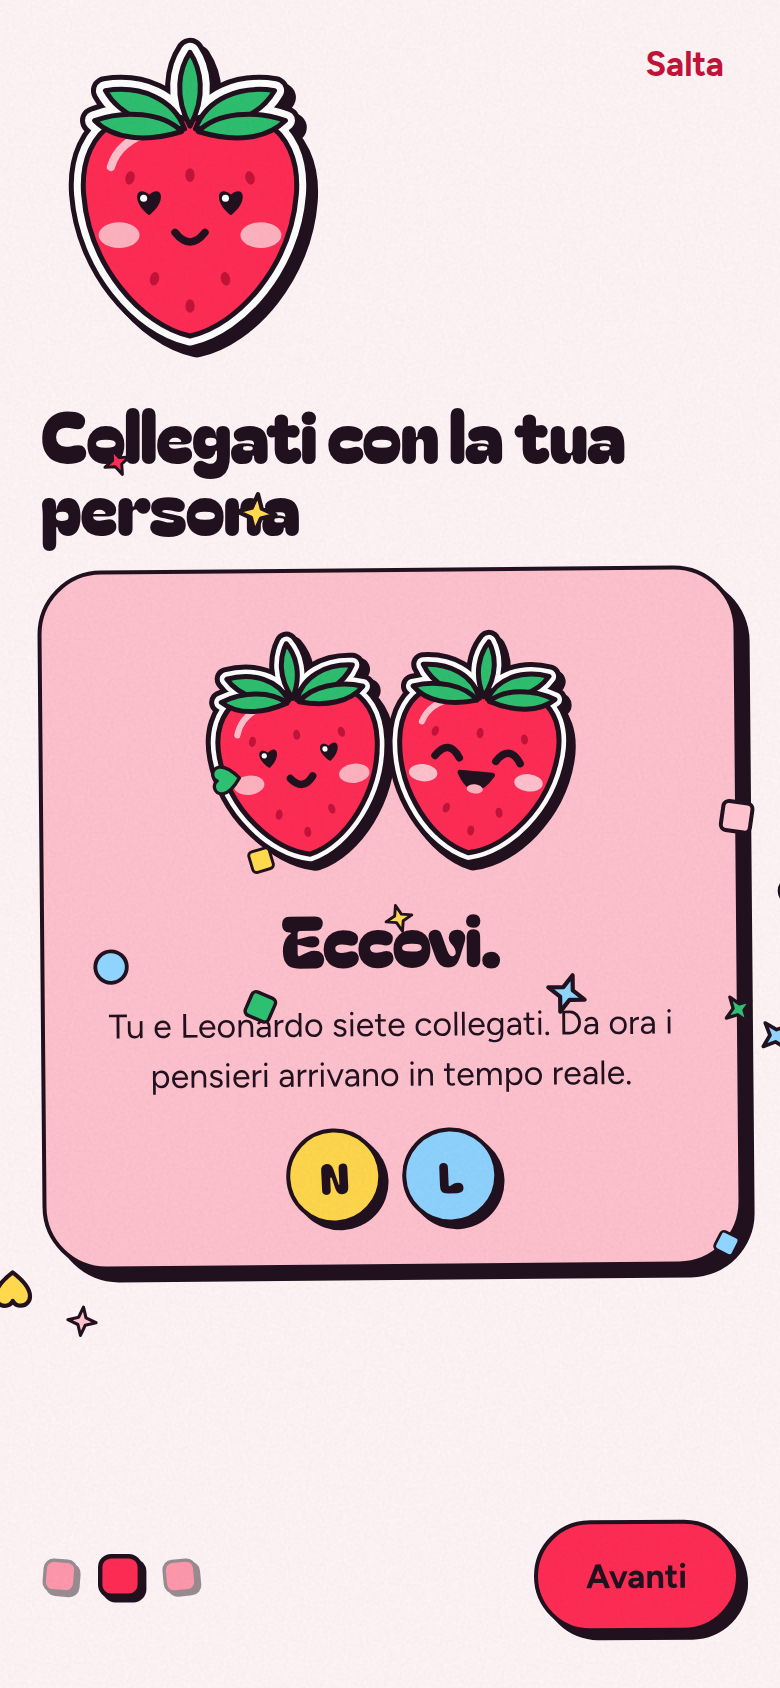 Salta
Collegati con la tua
persona
Eccovi.
Tu e Leonardo siete collegati. Da ora i
pensieri arrivano in tempo reale.
N L
Avanti